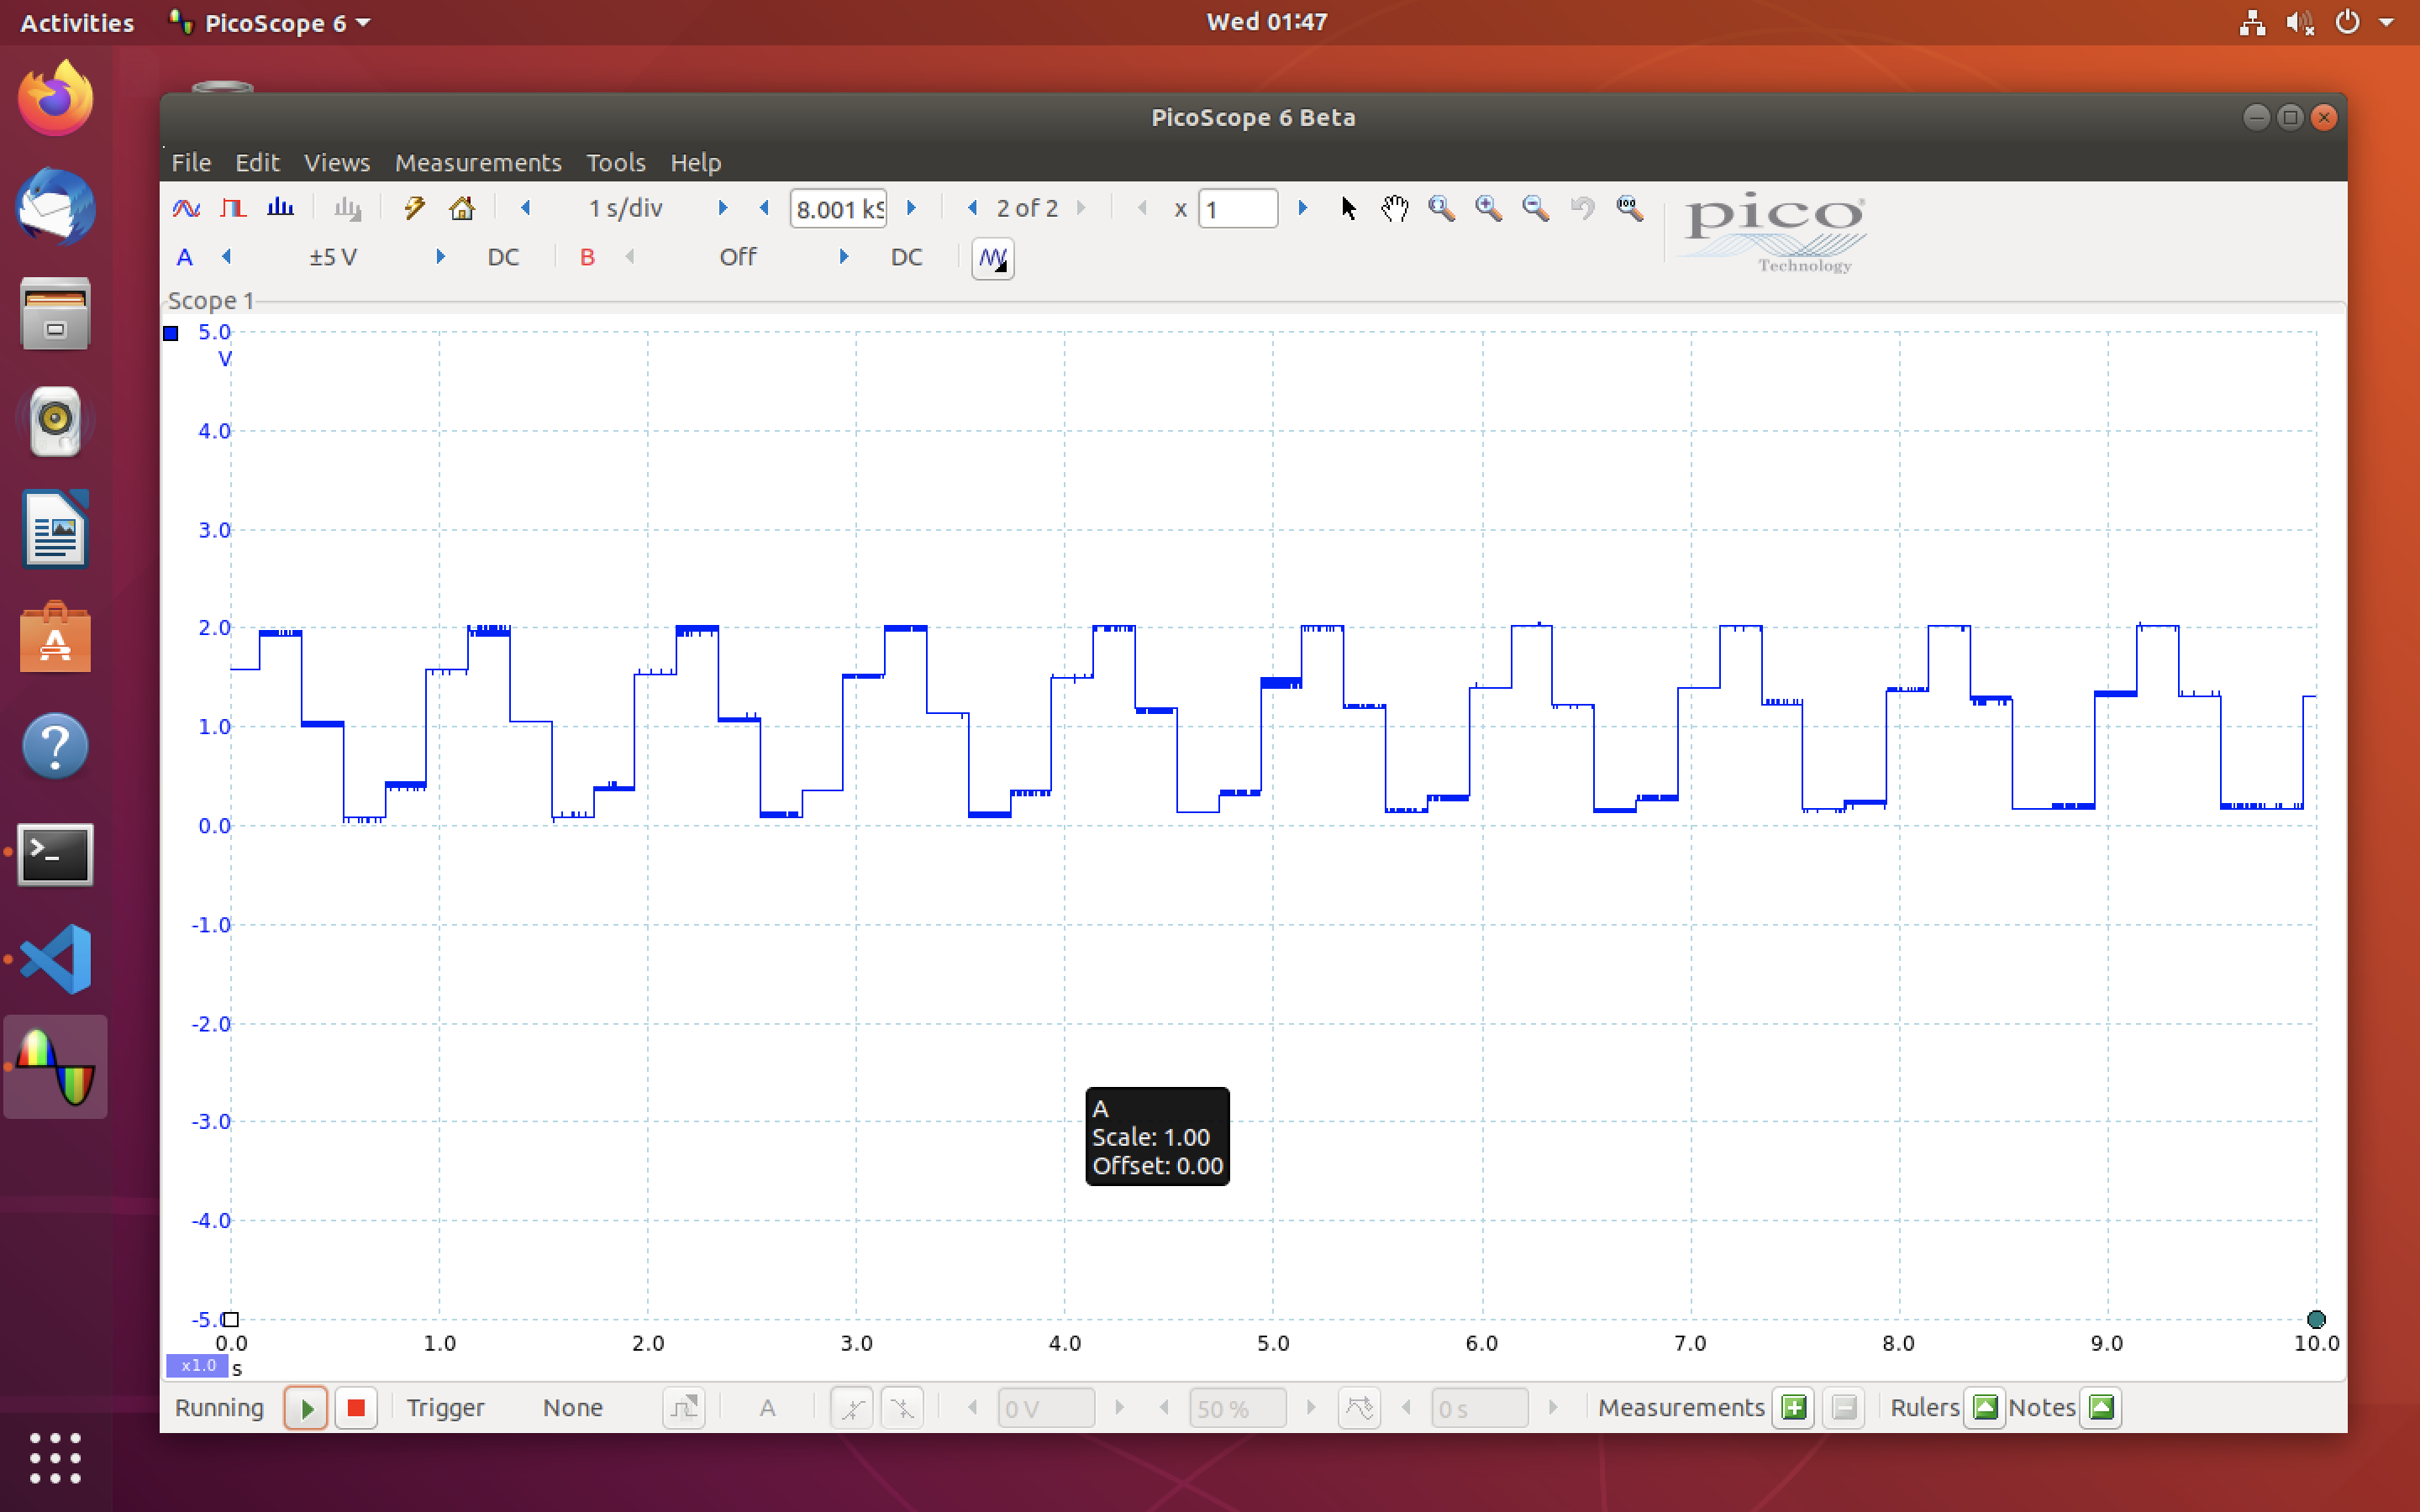 Activities PicoScope 6 Wed 01:47
PicoScope 6 Beta
File Edit Views Measurements Tools Help
1 s/div 8.001 kS 2 of 2 x 1
pico
Technology
A ±5 V DC B Off DC
Scope 1
5.0
V
4.0
3.0
2.0
1.0
0.0
-1.0
-2.0
-3.0
-4.0
-5.0
A
Scale: 1.00
Offset: 0.00
0.0 1.0 2.0 3.0 4.0 5.0 6.0 7.0 8.0 9.0 10.0
x1.0 s
Running Trigger None A 0 V 50 % 0 s Measurements Rulers Notes